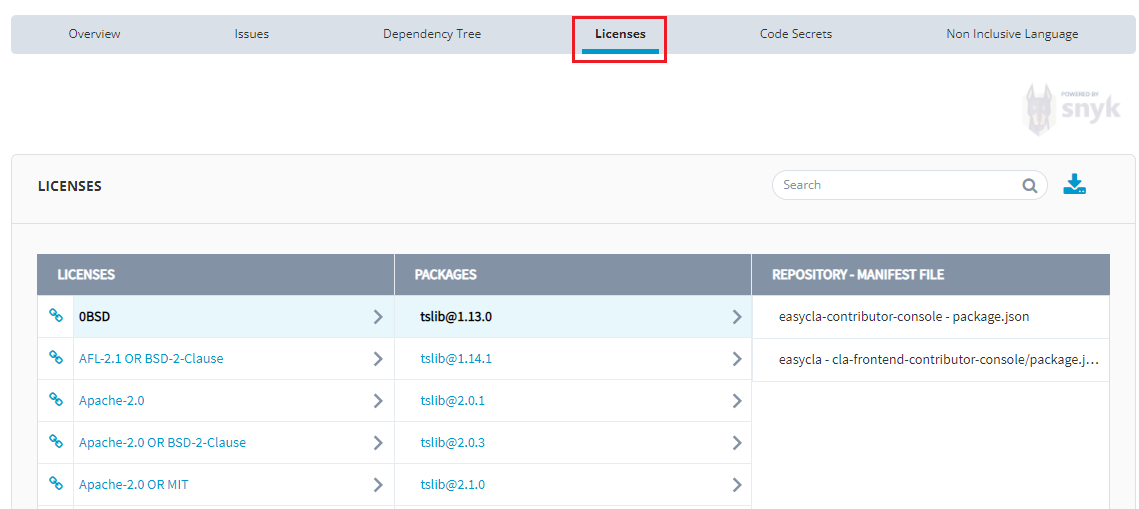 Overview Issues Dependency Tree Licenses Code Secrets Non Inclusive Language
POWERED BY
snyk
LICENSES Search
LICENSES PACKAGES REPOSITORY - MANIFEST FILE
0BSD tslib@1.13.0 easycla-contributor-console - package.json
AFL-2.1 OR BSD-2-Clause tslib@1.14.1 easycla - cla-frontend-contributor-console/package.j...
Apache-2.0 tslib@2.0.1
Apache-2.0 OR BSD-2-Clause tslib@2.0.3
Apache-2.0 OR MIT tslib@2.1.0